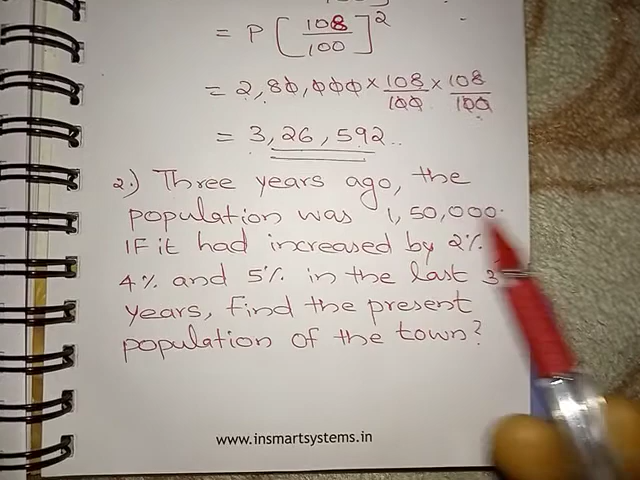 = P [ 108/100 ]²
= 2,80,000 × 108/100 × 108/100
= 3,26,592..
2.) Three years ago, the
population was 1,50,000.
IF it had increased by 2%
4% and 5% in the last 3
years, find the present
population of the town?
www.insmartsystems.in